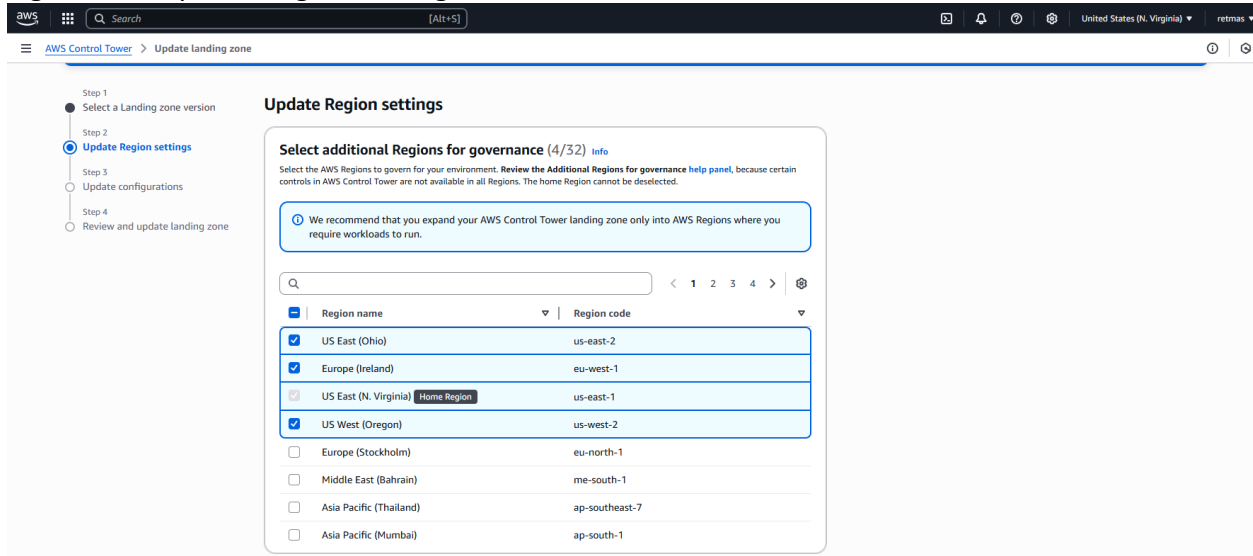 aws
Search
[Alt+S]
United States (N. Virginia)
retmas
AWS Control Tower > Update landing zone
Step 1
Select a Landing zone version
Step 2
Update Region settings
Step 3
Update configurations
Step 4
Review and update landing zone
Update Region settings
Select additional Regions for governance (4/32) Info
Select the AWS Regions to govern for your environment. Review the Additional Regions for governance help panel, because certain
controls in AWS Control Tower are not available in all Regions. The home Region cannot be deselected.
We recommend that you expand your AWS Control Tower landing zone only into AWS Regions where you
require workloads to run.
< 1 2 3 4 >
Region name Region code
US East (Ohio) us-east-2
Europe (Ireland) eu-west-1
US East (N. Virginia) Home Region us-east-1
US West (Oregon) us-west-2
Europe (Stockholm) eu-north-1
Middle East (Bahrain) me-south-1
Asia Pacific (Thailand) ap-southeast-7
Asia Pacific (Mumbai) ap-south-1